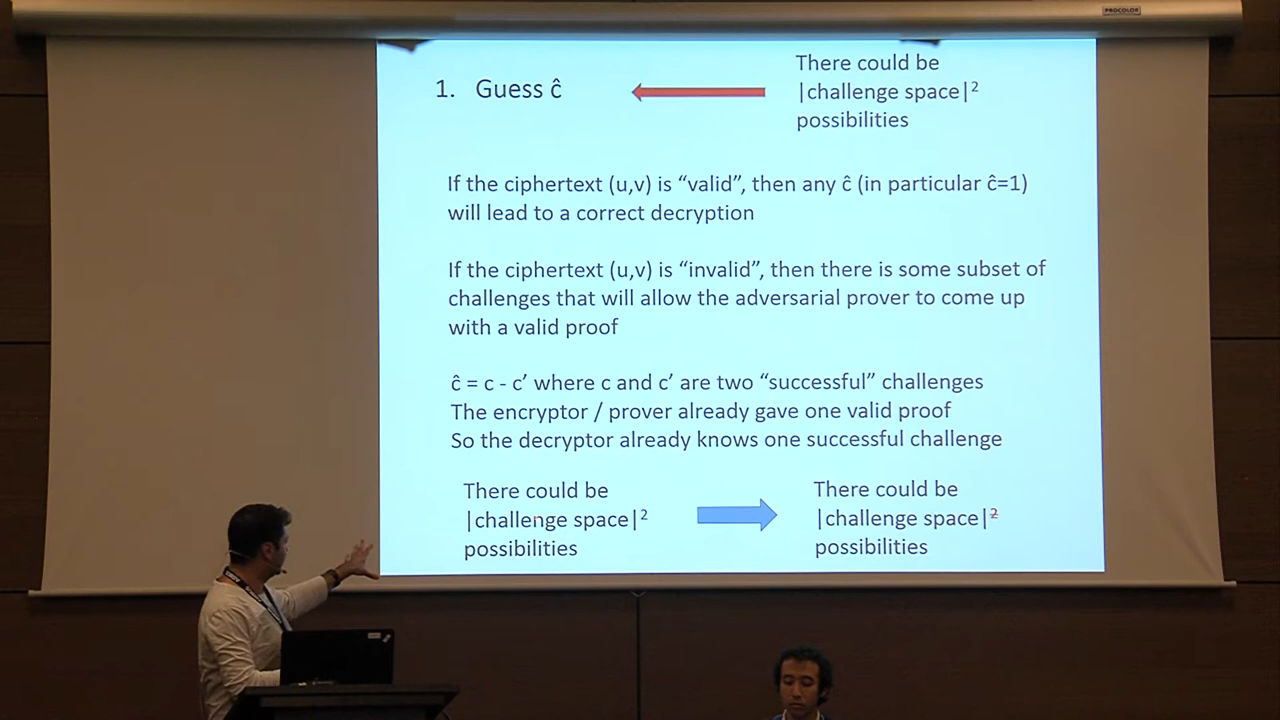 PROCOLOR
1. Guess ĉ
There could be
|challenge space|²
possibilities
If the ciphertext (u,v) is “valid”, then any ĉ (in particular ĉ=1)
will lead to a correct decryption
If the ciphertext (u,v) is “invalid”, then there is some subset of
challenges that will allow the adversarial prover to come up
with a valid proof
ĉ = c - c’ where c and c’ are two “successful” challenges
The encryptor / prover already gave one valid proof
So the decryptor already knows one successful challenge
There could be
|challenge space|²
possibilities
There could be
|challenge space|²
possibilities